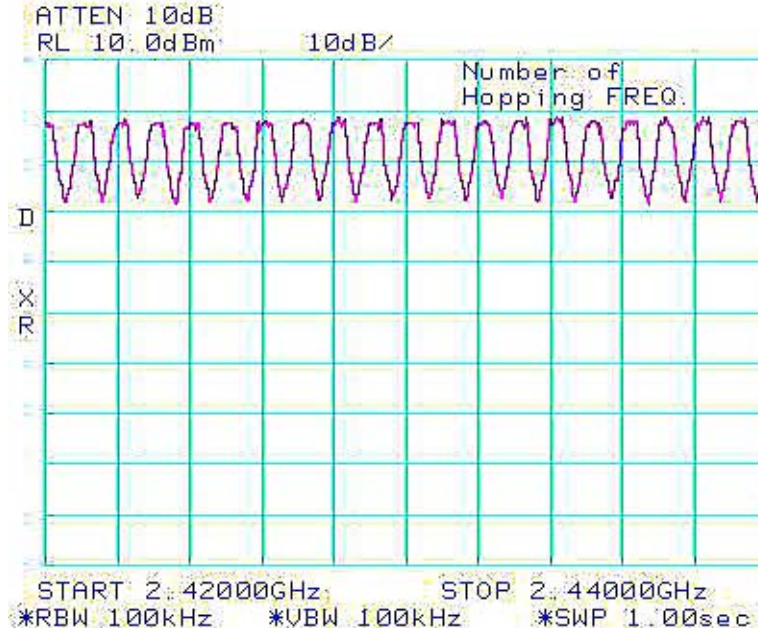 ATTEN 10dB
RL 10.0dBm 10dB/
Number of
Hopping FREQ.
D
X
R
START 2.42000GHz STOP 2.44000GHz
*RBW 100kHz *VBW 100kHz *SWP 1.00sec